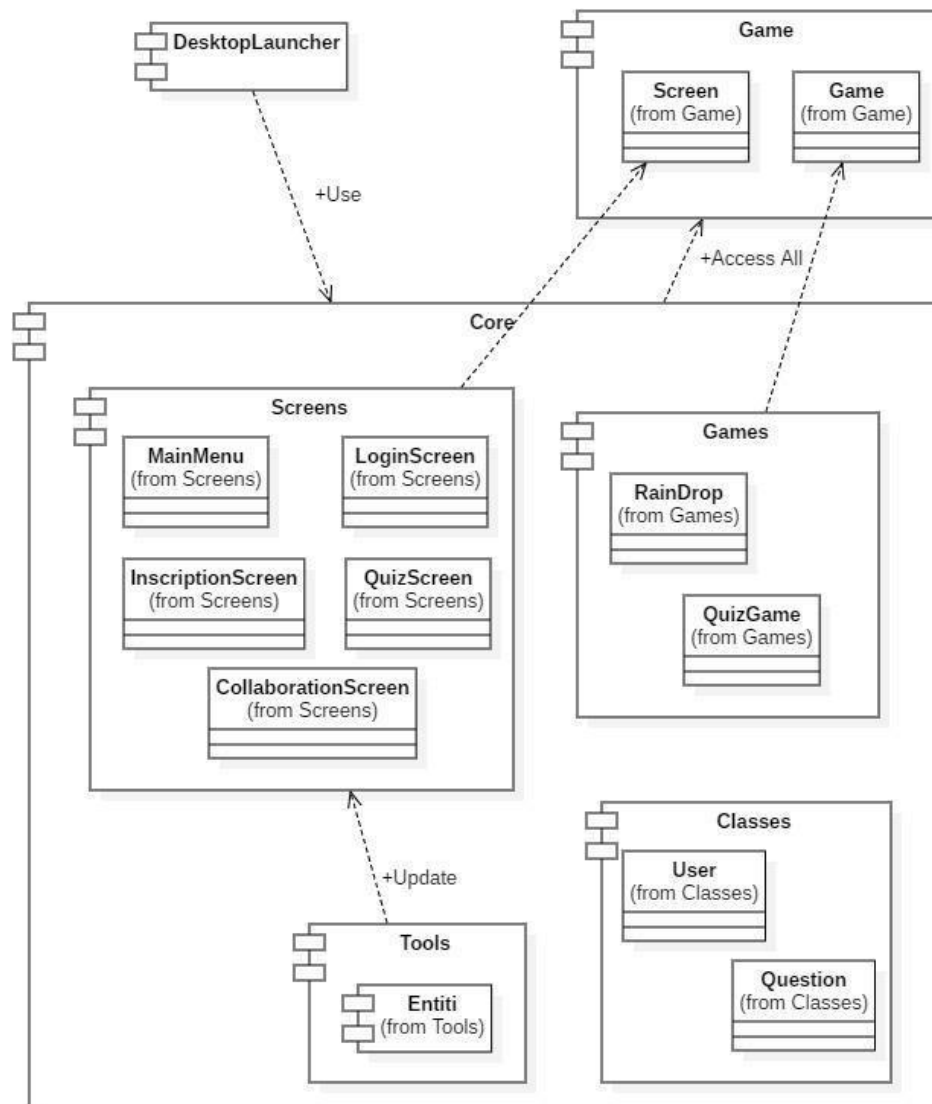 DesktopLauncher
Game
Screen
(from Game)
Game
(from Game)
+Use
+Access All
Core
Screens
MainMenu
(from Screens)
LoginScreen
(from Screens)
InscriptionScreen
(from Screens)
QuizScreen
(from Screens)
CollaborationScreen
(from Screens)
Games
RainDrop
(from Games)
QuizGame
(from Games)
+Update
Tools
Entiti
(from Tools)
Classes
User
(from Classes)
Question
(from Classes)